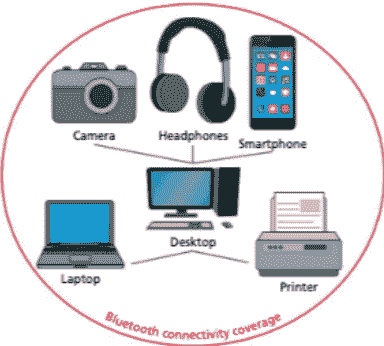 Camera
Headphones
Smartphone
Desktop
Laptop
Printer
Bluetooth connectivity coverage